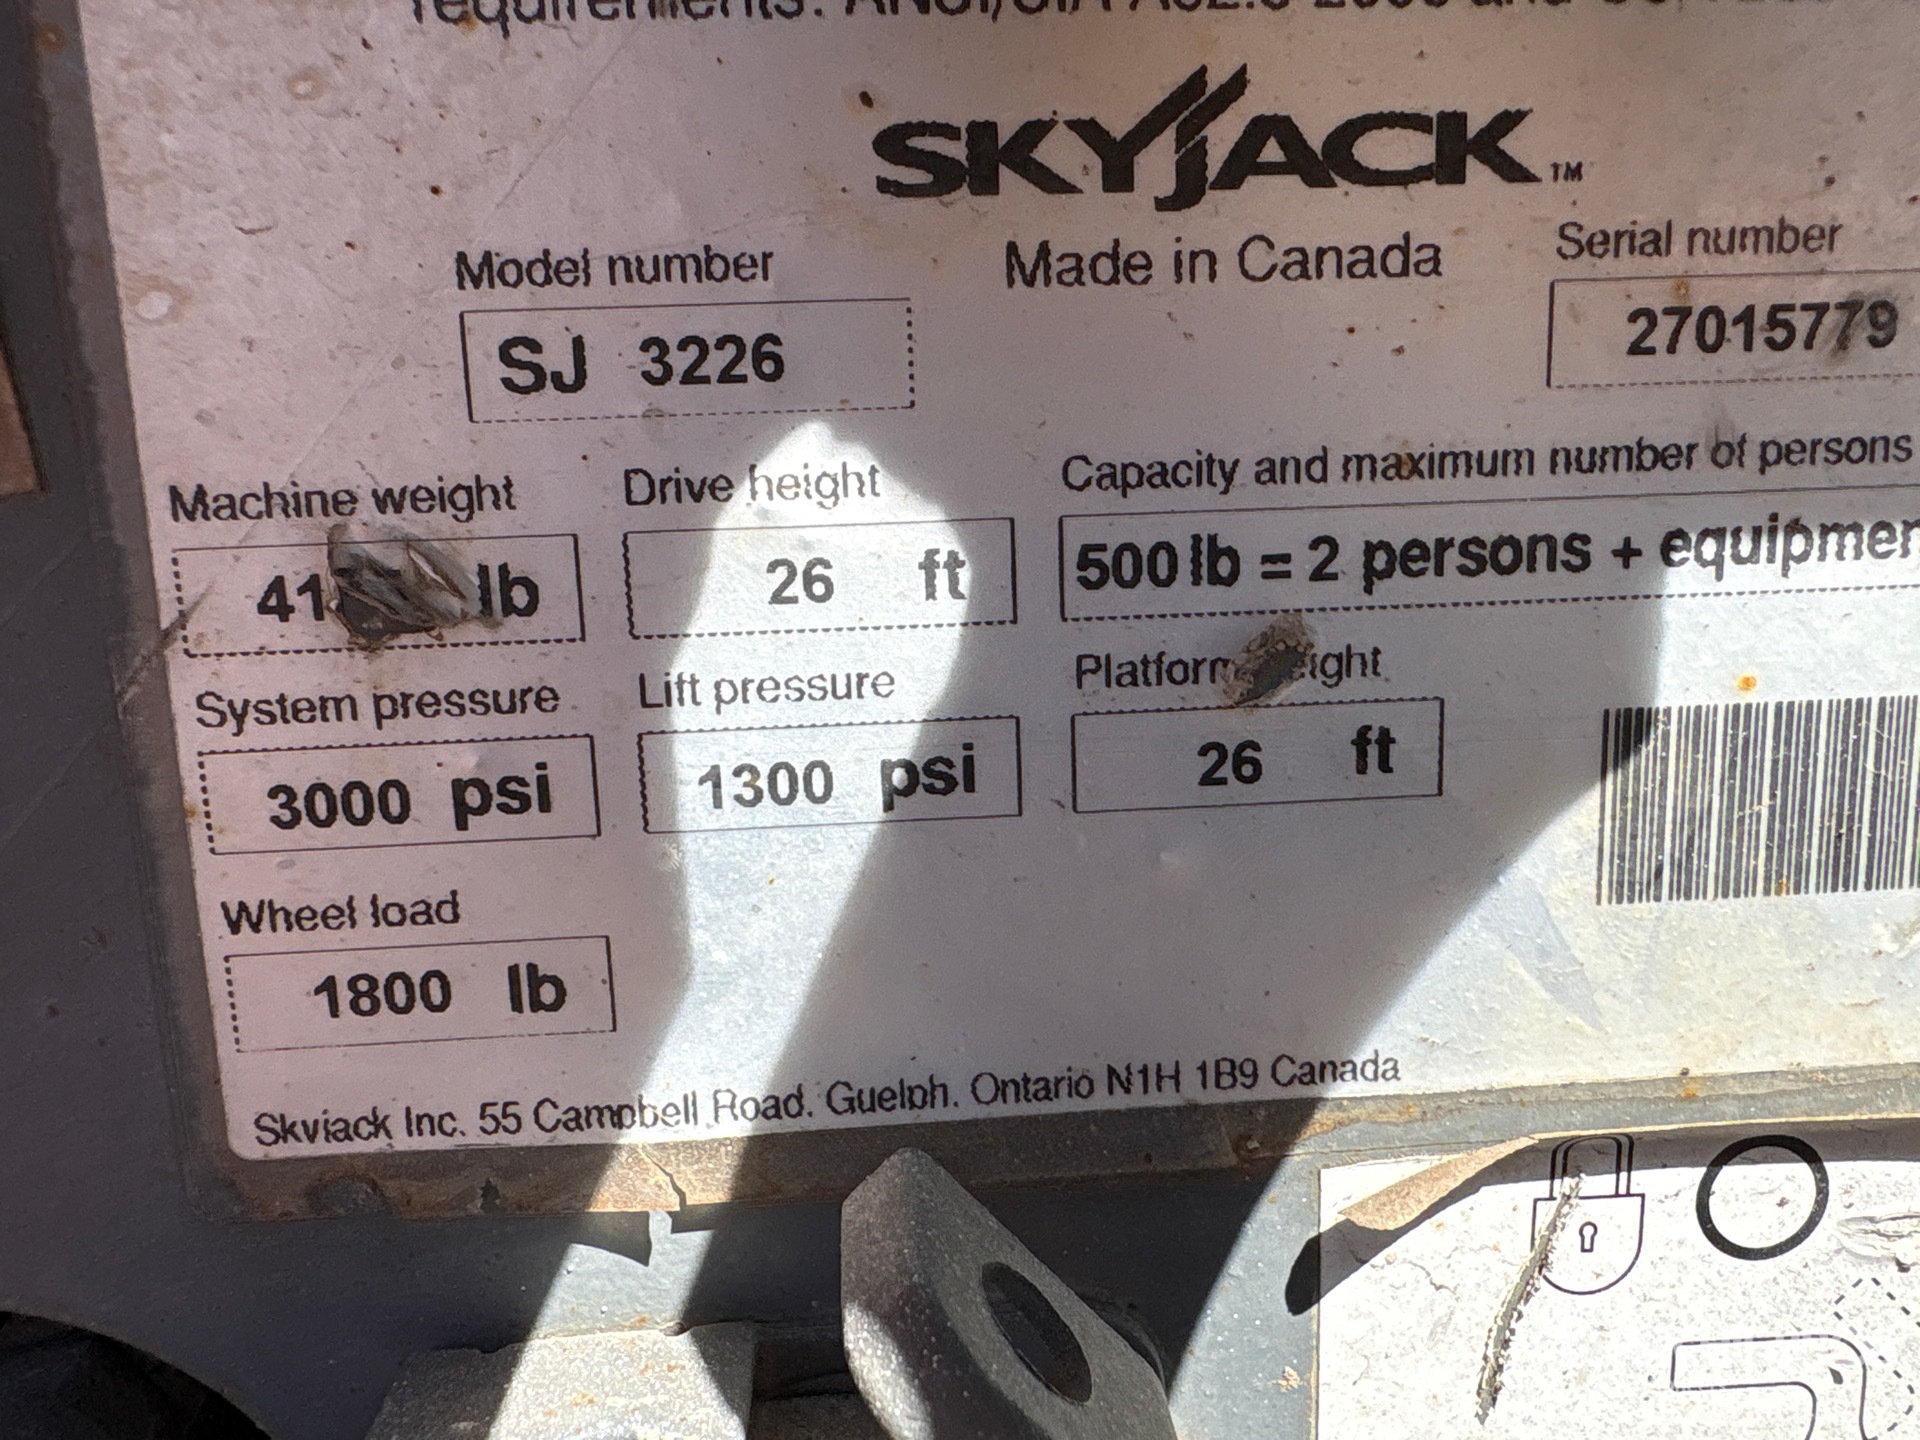 SKYJACK™
Model number
Made in Canada
Serial number
SJ 3226
27015779
Machine weight
Drive height
Capacity and maximum number of persons
lb
26 ft
500 lb = 2 persons + equipmen
System pressure
Lift pressure
3000 psi
1300 psi
26 ft
Wheel load
1800 lb
Skyjack Inc. 55 Campbell Road. Guelph. Ontario N1H 1B9 Canada